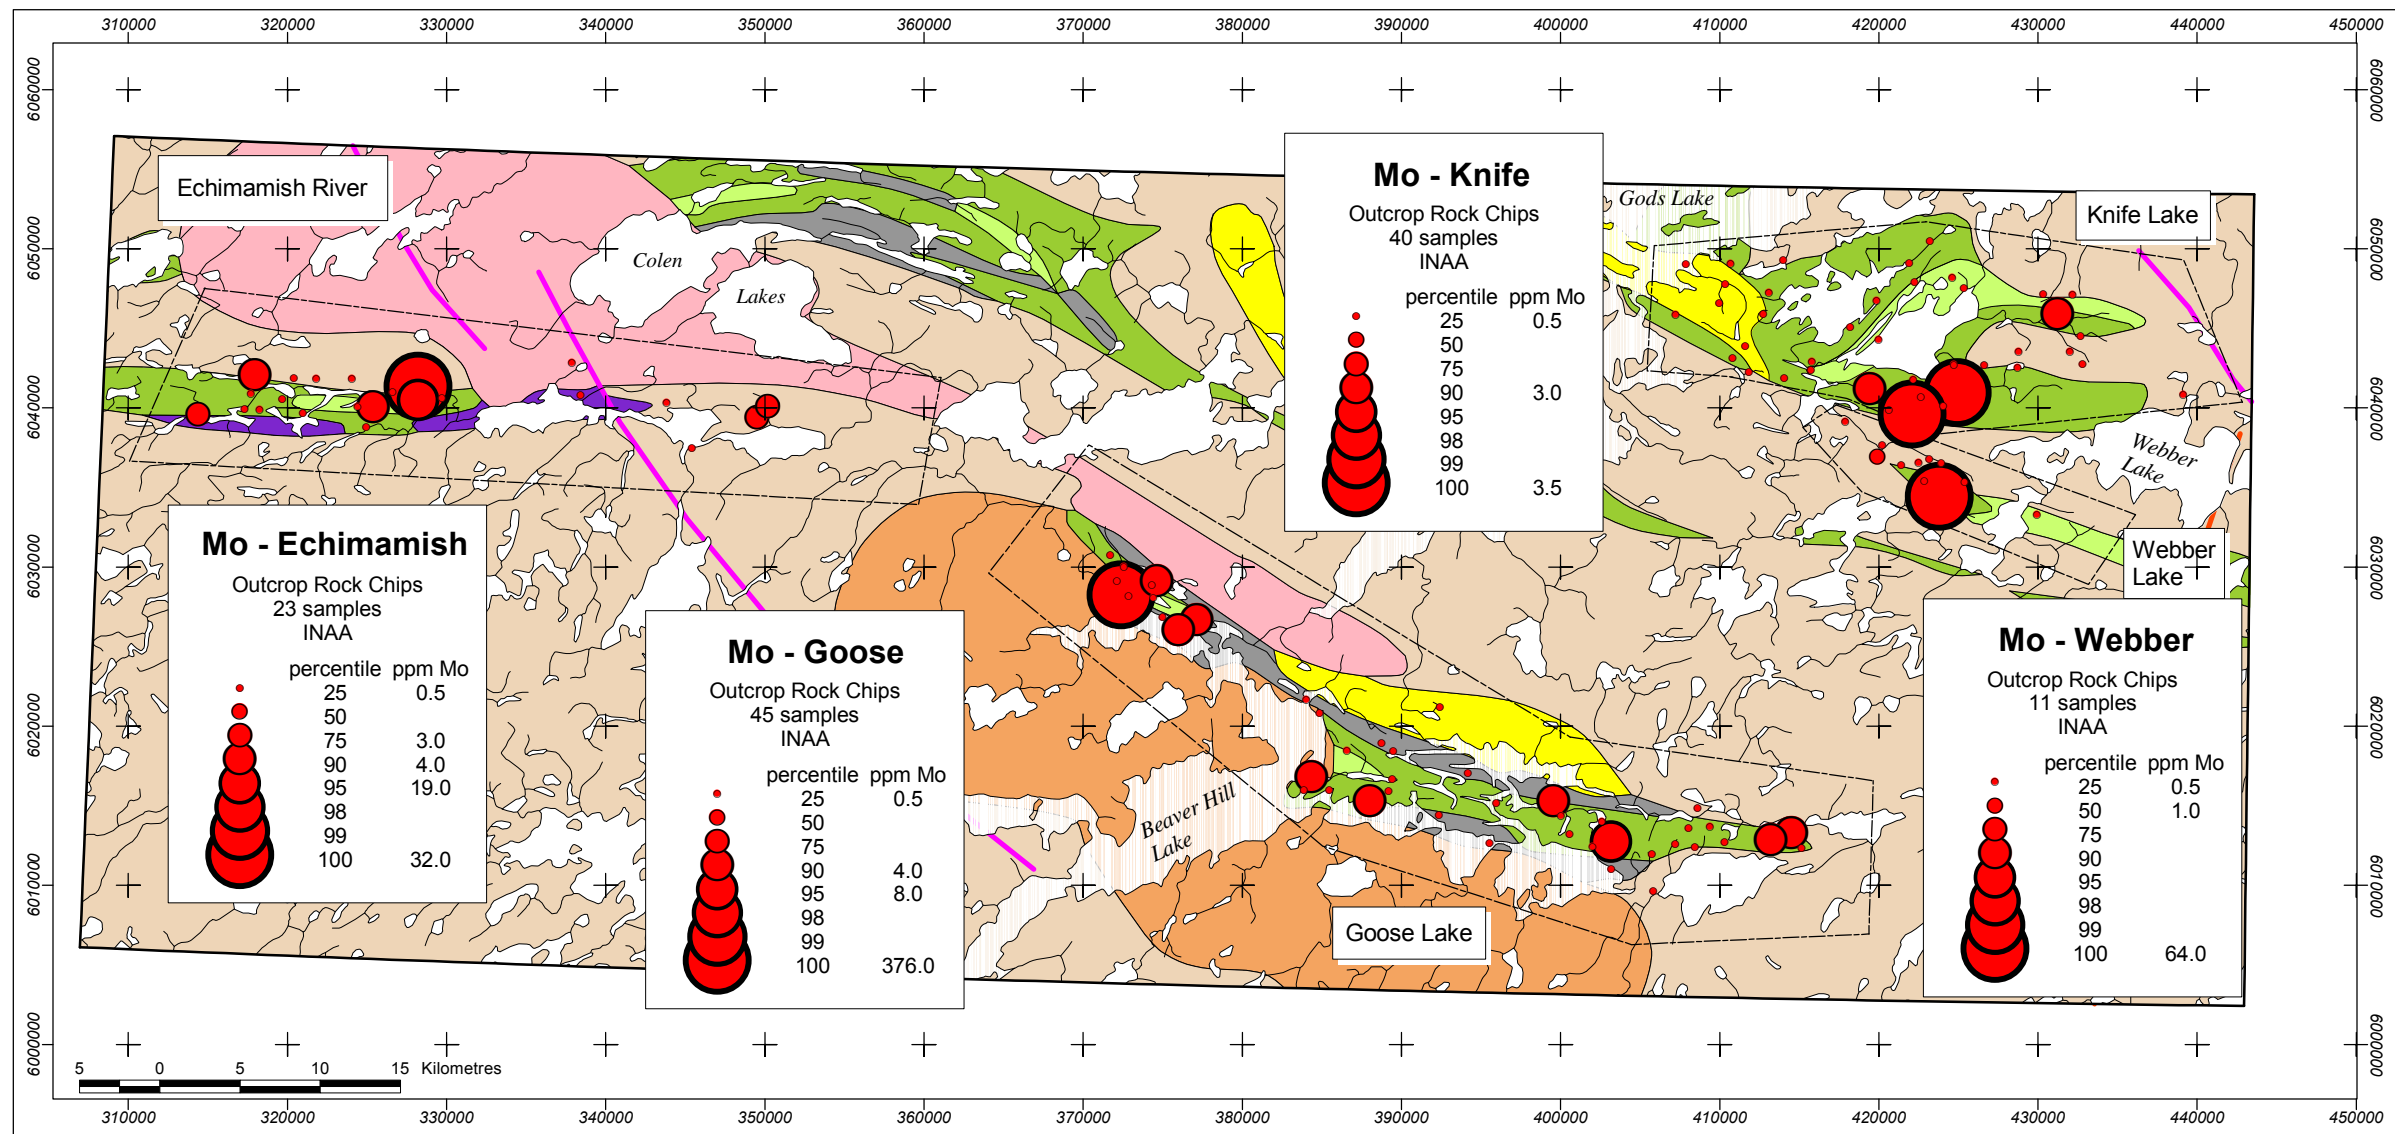 310000 320000 330000 340000 350000 360000 370000 380000 390000 400000 410000 420000 430000 440000 450000
6060000
6050000
6040000
6030000
6020000
6010000
6000000
6060000
6050000
6040000
6030000
6020000
6010000
6000000
Echimamish River
Colen
Lakes
Gods Lake
Knife Lake
Webber
Lake
Webber
Lake
Beaver Hill
Lake
Goose Lake
Mo - Echimamish
Outcrop Rock Chips
23 samples
INAA
percentile ppm Mo
25 0.5
50
75 3.0
90 4.0
95 19.0
98
99
100 32.0
Mo - Goose
Outcrop Rock Chips
45 samples
INAA
percentile ppm Mo
25 0.5
50
75
90 4.0
95 8.0
98
99
100 376.0
Mo - Knife
Outcrop Rock Chips
40 samples
INAA
percentile ppm Mo
25 0.5
50
75
90 3.0
95
98
99
100 3.5
Mo - Webber
Outcrop Rock Chips
11 samples
INAA
percentile ppm Mo
25 0.5
50 1.0
75
90
95
98
99
100 64.0
5 0 5 10 15 Kilometres
310000 320000 330000 340000 350000 360000 370000 380000 390000 400000 410000 420000 430000 440000 450000